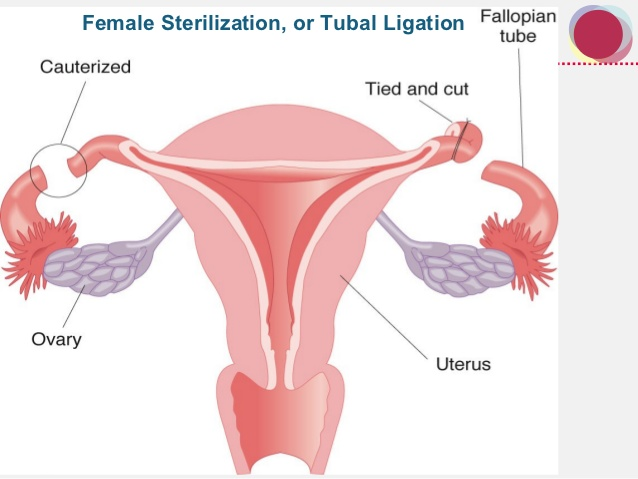 Female Sterilization, or Tubal Ligation
Fallopian
tube
Cauterized
Tied and cut
Ovary
Uterus